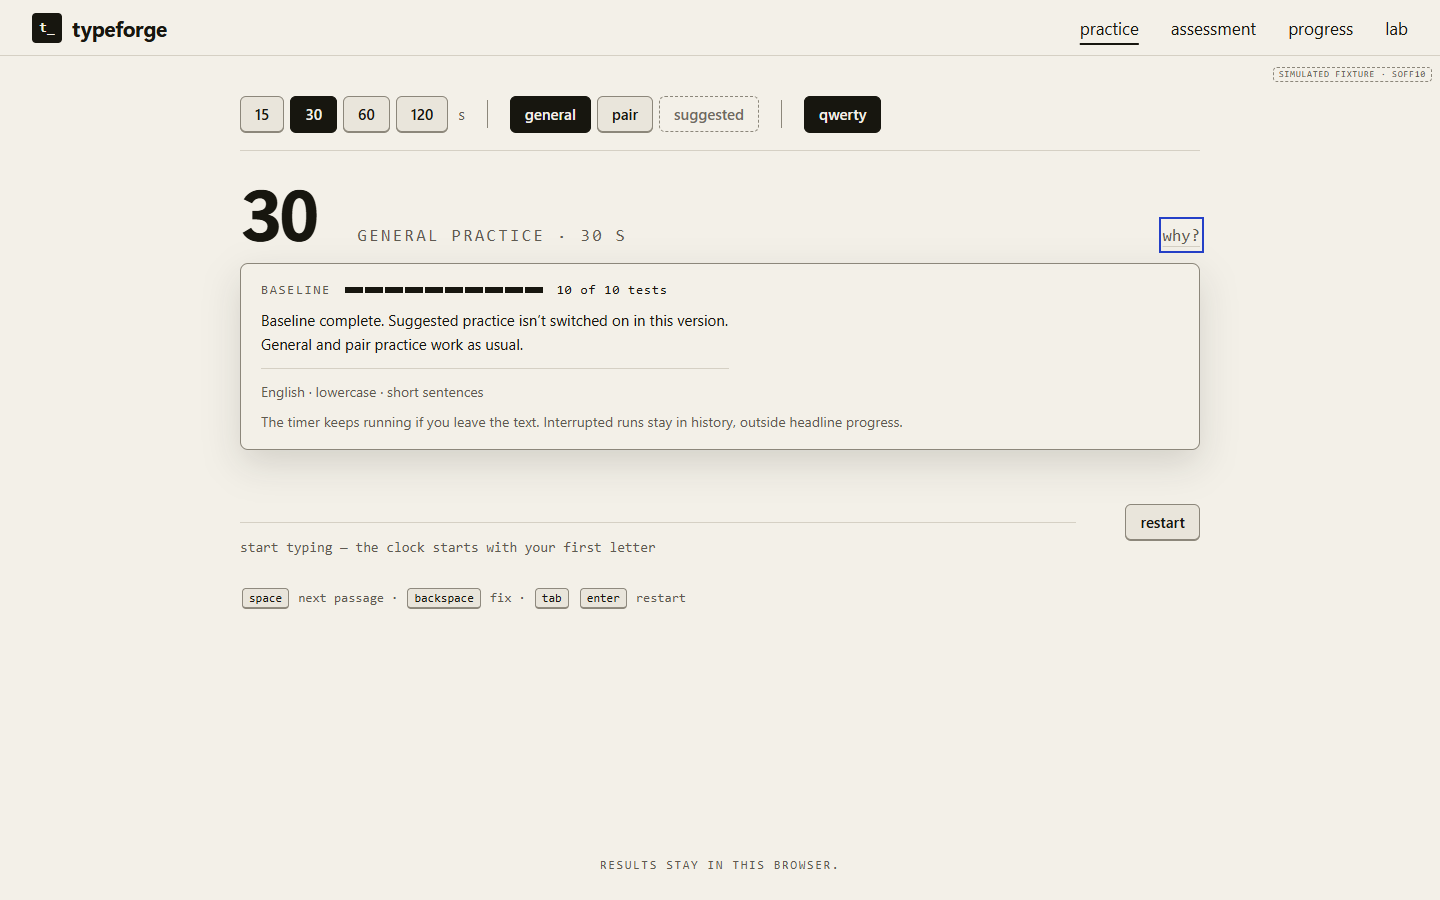 t_ typeforge practice assessment progress lab
SIMULATED FIXTURE · SOFF10
15 30 60 120 s general pair suggested qwerty
30 GENERAL PRACTICE · 30 S why?
BASELINE 10 of 10 tests
Baseline complete. Suggested practice isn't switched on in this version.
General and pair practice work as usual.
English · lowercase · short sentences
The timer keeps running if you leave the text. Interrupted runs stay in history, outside headline progress.
restart
start typing — the clock starts with your first letter
space next passage · backspace fix · tab enter restart
RESULTS STAY IN THIS BROWSER.